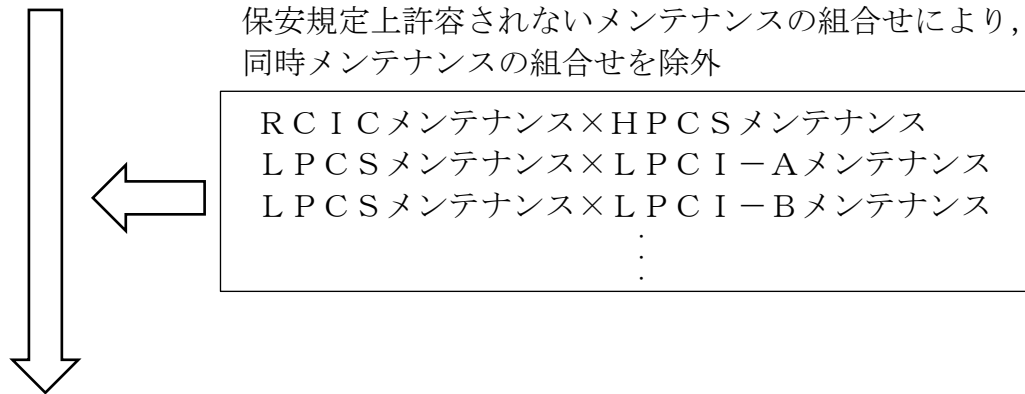 保安規定上許容されないメンテナンスの組合せにより，
同時メンテナンスの組合せを除外
ＲＣＩＣメンテナンス×ＨＰＣＳメンテナンス
ＬＰＣＳメンテナンス×ＬＰＣＩ－Ａメンテナンス
ＬＰＣＳメンテナンス×ＬＰＣＩ－Ｂメンテナンス
．
．
．